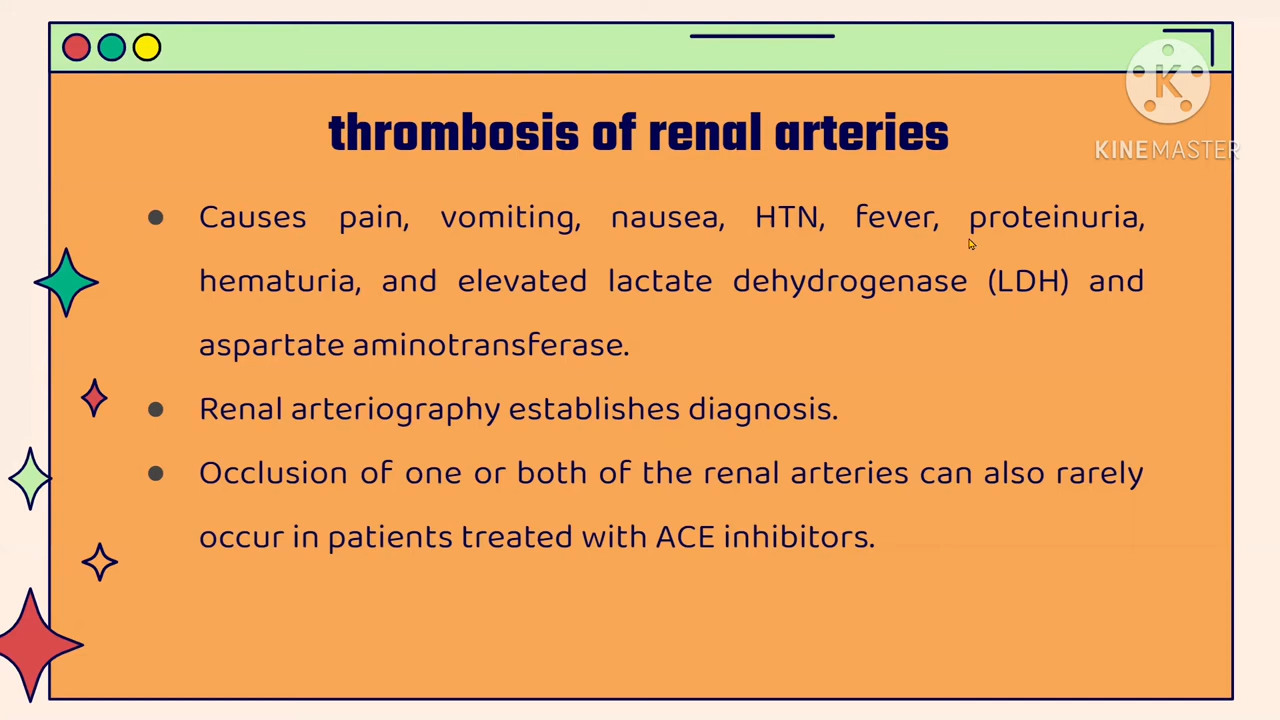 KINEMASTER
thrombosis of renal arteries
● Causes pain, vomiting, nausea, HTN, fever, proteinuria,
hematuria, and elevated lactate dehydrogenase (LDH) and
aspartate aminotransferase.
● Renal arteriography establishes diagnosis.
● Occlusion of one or both of the renal arteries can also rarely
occur in patients treated with ACE inhibitors.